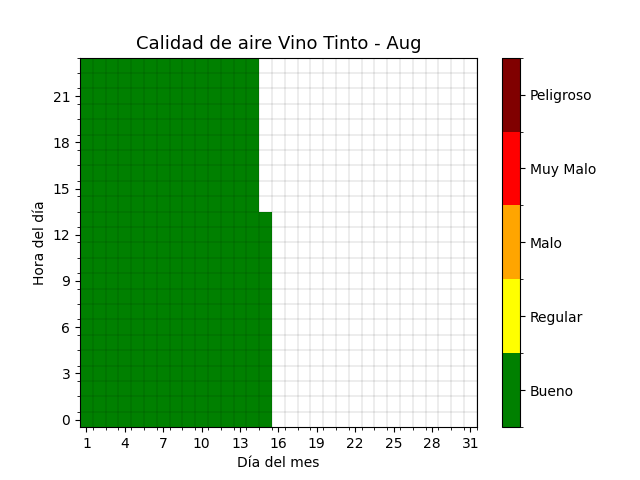 Calidad de aire Vino Tinto - Aug
Hora del día
21
18
15
12
9
6
3
0
1 4 7 10 13 16 19 22 25 28 31
Día del mes
Peligroso
Muy Malo
Malo
Regular
Bueno